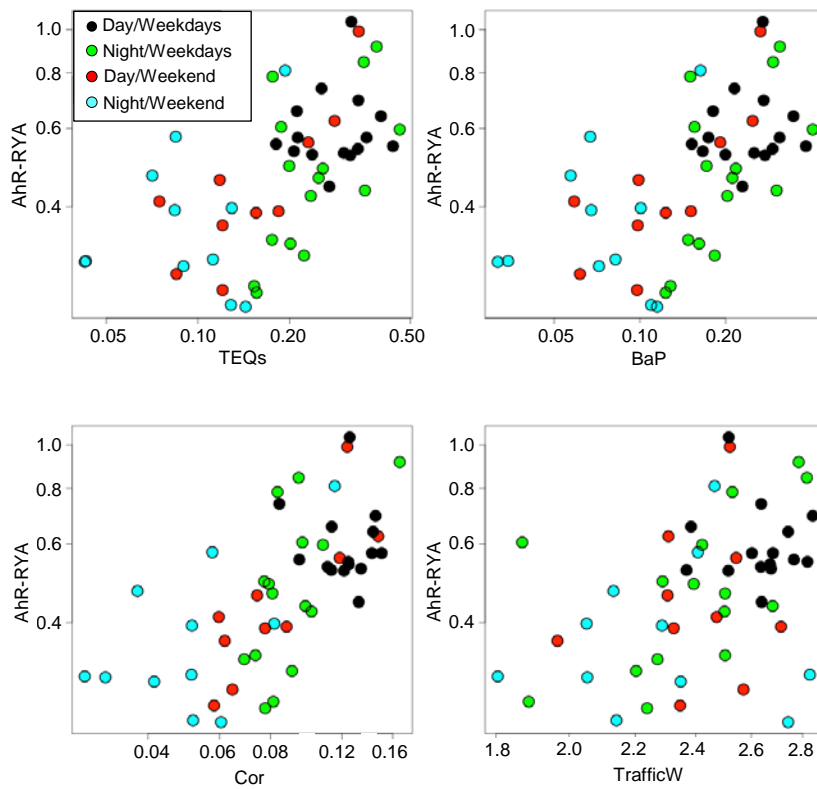 1.0
0.8
0.6
0.4
AhR-RYA
Day/Weekdays
Night/Weekdays
Day/Weekend
Night/Weekend
0.05 0.10 0.20 0.50
TEQs
1.0
0.8
0.6
0.4
AhR-RYA
0.05 0.10 0.20
BaP
1.0
0.8
0.6
0.4
AhR-RYA
0.04 0.06 0.08 0.12 0.16
Cor
1.0
0.8
0.6
0.4
AhR-RYA
1.8 2.0 2.2 2.4 2.6 2.8
TrafficW